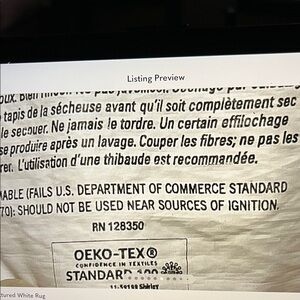 Listing Preview
tapis de la sécheuse avant qu'il soit complètement sec
le secouer. Ne jamais le tordre. Un certain effilochage
se produire après un lavage. Couper les fibres; ne pas les
rer. L'utilisation d'une thibaude est recommandée.
MABLE (FAILS U.S. DEPARTMENT OF COMMERCE STANDARD
70): SHOULD NOT BE USED NEAR SOURCES OF IGNITION.
RN 128350
OEKO-TEX®
CONFIDENCE IN TEXTILES
STANDARD 100
Shirley
tured White Rug